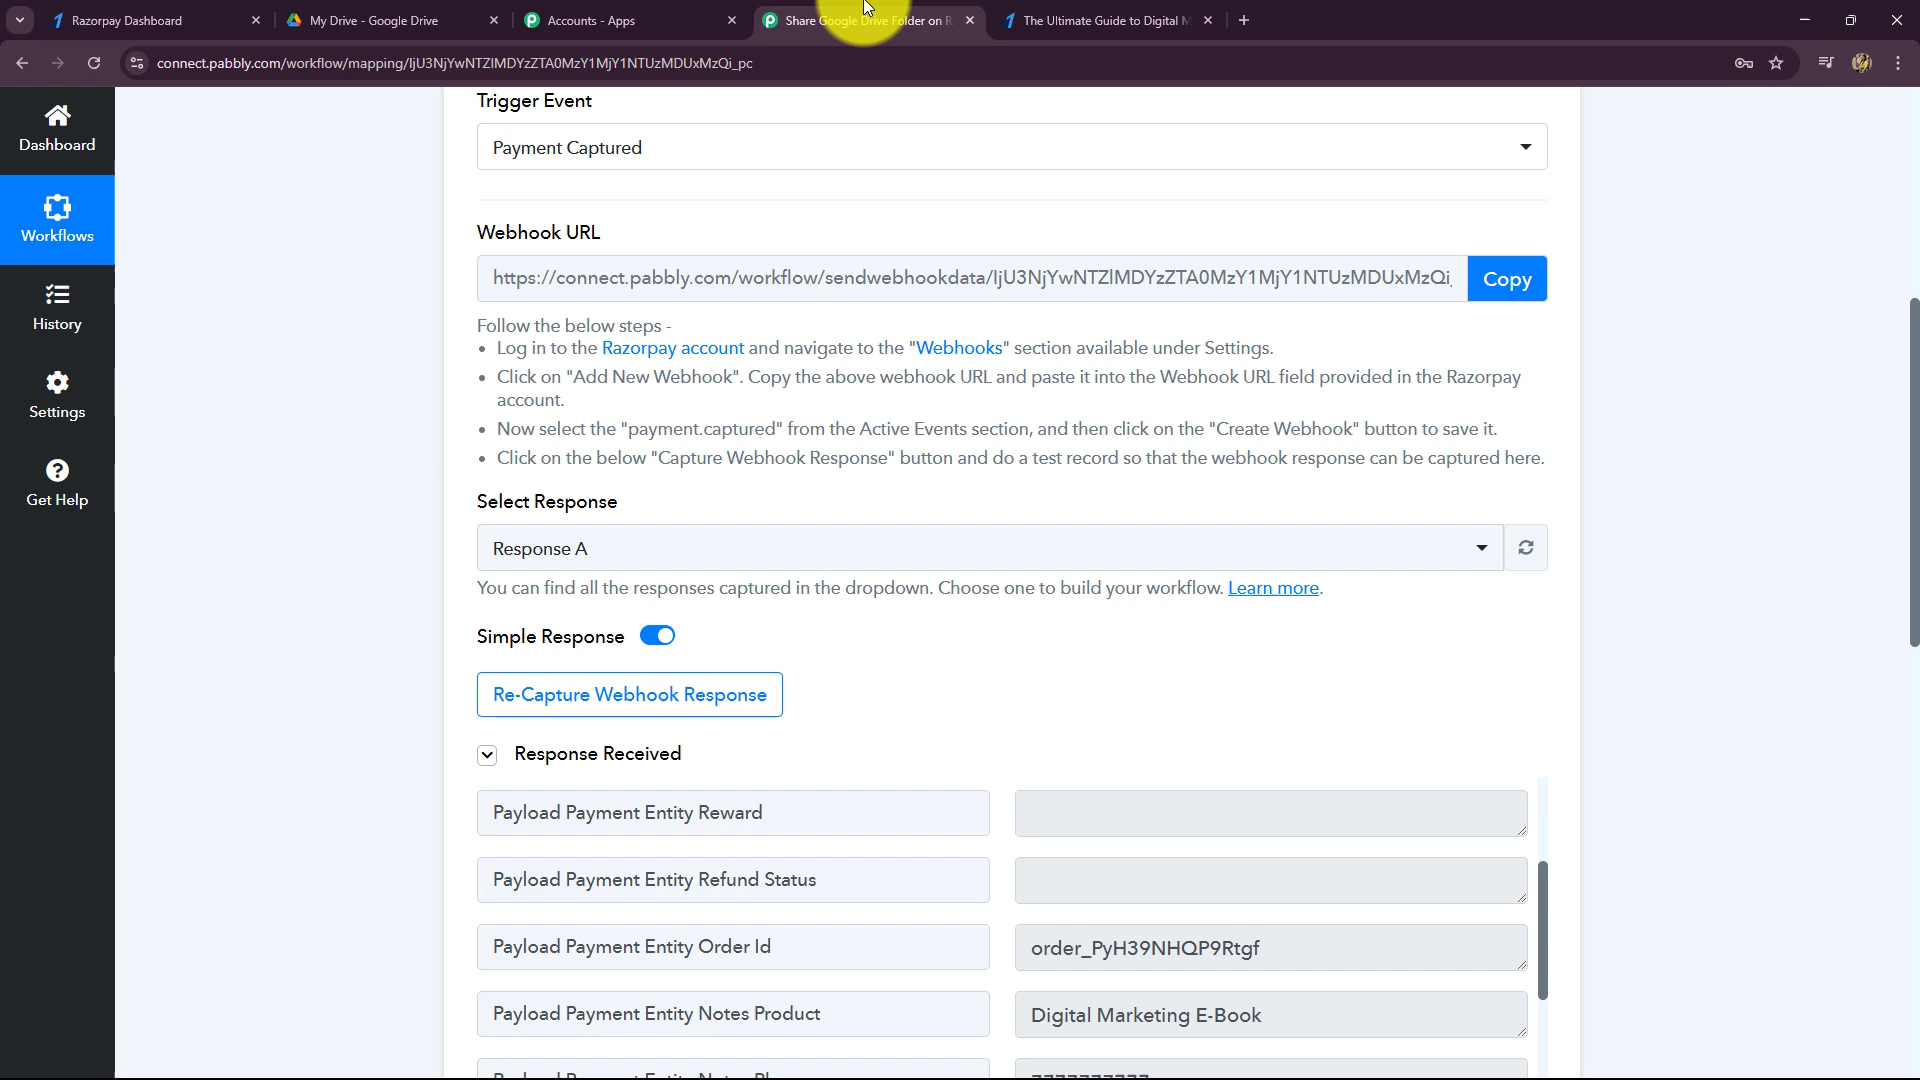 Razorpay Dashboard
My Drive - Google Drive
Accounts - Apps
Share Google Drive Folder on R
The Ultimate Guide to Digital M
connect.pabbly.com/workflow/mapping/IjU3NjYwNTZlMDYzZTA0MzY1MjY1NTUzMDUxMzQi_pc
Dashboard
Workflows
History
Settings
Get Help
Trigger Event
Payment Captured
Webhook URL
https://connect.pabbly.com/workflow/sendwebhookdata/IjU3NjYwNTZlMDYzZTA0MzY1MjY1NTUzMDUxMzQi_
Copy
Follow the below steps -
• Log in to the Razorpay account and navigate to the "Webhooks" section available under Settings.
• Click on "Add New Webhook". Copy the above webhook URL and paste it into the Webhook URL field provided in the Razorpay
account.
• Now select the "payment.captured" from the Active Events section, and then click on the "Create Webhook" button to save it.
• Click on the below "Capture Webhook Response" button and do a test record so that the webhook response can be captured here.
Select Response
Response A
You can find all the responses captured in the dropdown. Choose one to build your workflow. Learn more.
Simple Response
Re-Capture Webhook Response
Response Received
Payload Payment Entity Reward
Payload Payment Entity Refund Status
Payload Payment Entity Order Id
order_PyH39NHQP9Rtgf
Payload Payment Entity Notes Product
Digital Marketing E-Book